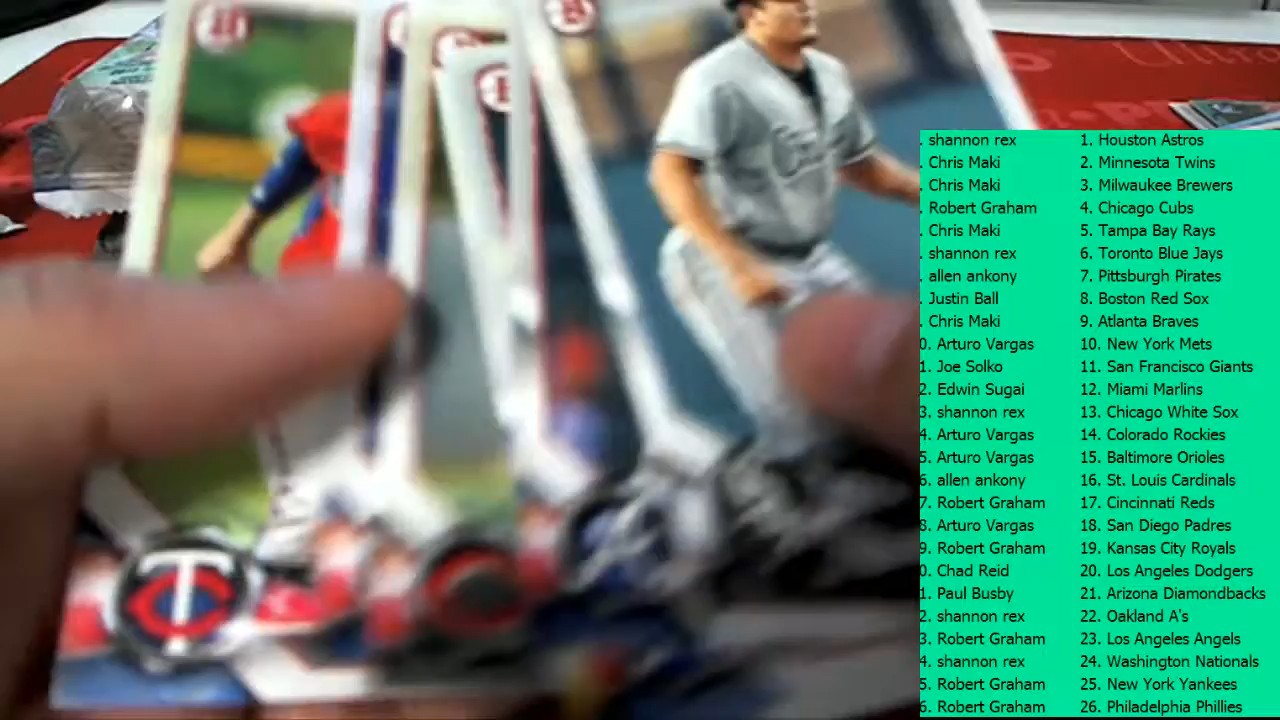 . shannon rex 1. Houston Astros
. Chris Maki 2. Minnesota Twins
. Chris Maki 3. Milwaukee Brewers
. Robert Graham 4. Chicago Cubs
. Chris Maki 5. Tampa Bay Rays
. shannon rex 6. Toronto Blue Jays
. allen ankony 7. Pittsburgh Pirates
. Justin Ball 8. Boston Red Sox
. Chris Maki 9. Atlanta Braves
0. Arturo Vargas 10. New York Mets
1. Joe Solko 11. San Francisco Giants
2. Edwin Sugai 12. Miami Marlins
3. shannon rex 13. Chicago White Sox
4. Arturo Vargas 14. Colorado Rockies
5. Arturo Vargas 15. Baltimore Orioles
6. allen ankony 16. St. Louis Cardinals
7. Robert Graham 17. Cincinnati Reds
8. Arturo Vargas 18. San Diego Padres
9. Robert Graham 19. Kansas City Royals
0. Chad Reid 20. Los Angeles Dodgers
1. Paul Busby 21. Arizona Diamondbacks
2. shannon rex 22. Oakland A's
3. Robert Graham 23. Los Angeles Angels
4. shannon rex 24. Washington Nationals
5. Robert Graham 25. New York Yankees
6. Robert Graham 26. Philadelphia Phillies
TC